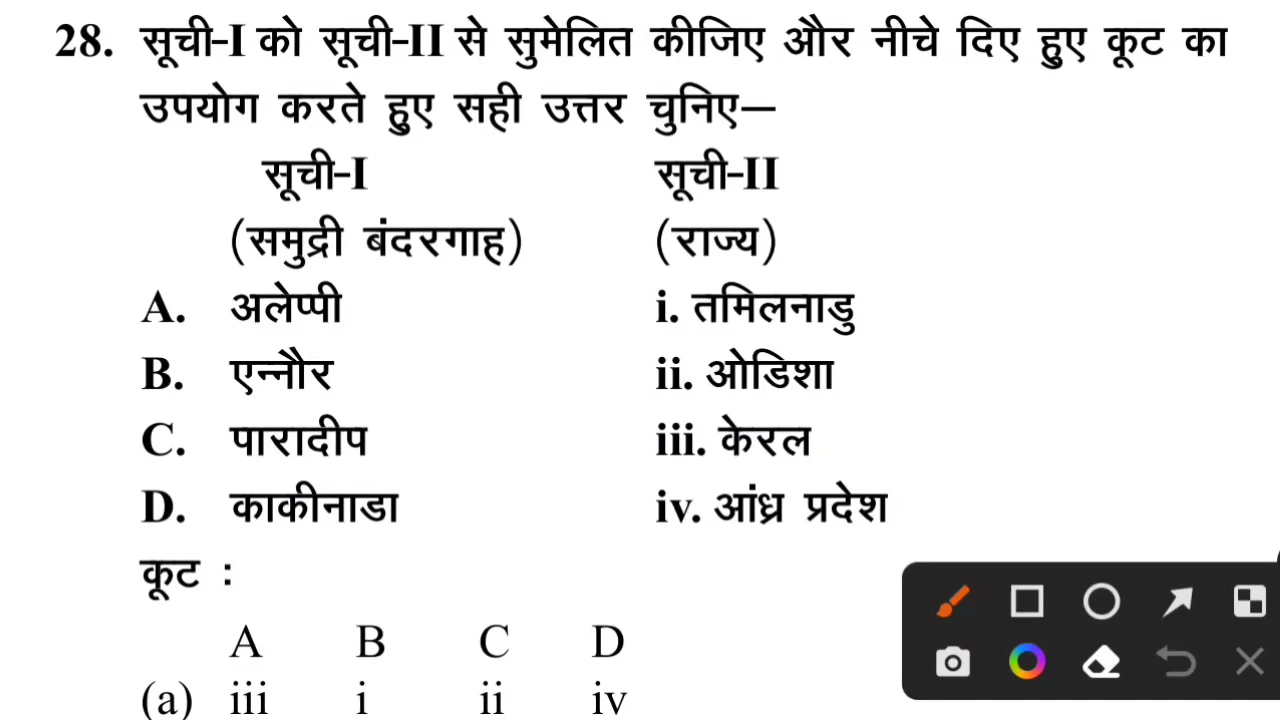 28. सूची-I को सूची-II से सुमेलित कीजिए और नीचे दिए हुए कूट का
उपयोग करते हुए सही उत्तर चुनिए—
सूची-I सूची-II
(समुद्री बंदरगाह) (राज्य)
A. अलेप्पी i. तमिलनाडु
B. एन्नौर ii. ओडिशा
C. पारादीप iii. केरल
D. काकीनाडा iv. आंध्र प्रदेश
कूट :
A B C D
(a) iii i ii iv